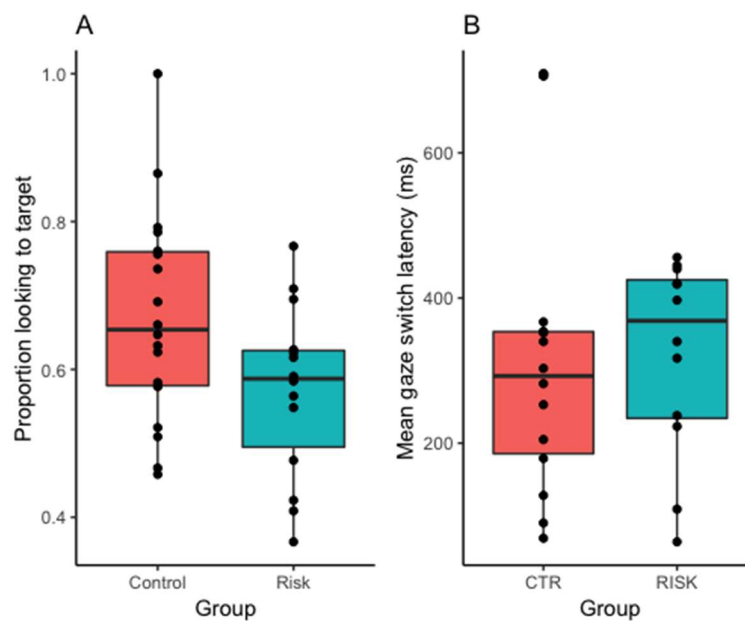 A
Proportion looking to target
1.0
0.8
0.6
0.4
Control Risk
Group
B
Mean gaze switch latency (ms)
600
400
200
CTR RISK
Group